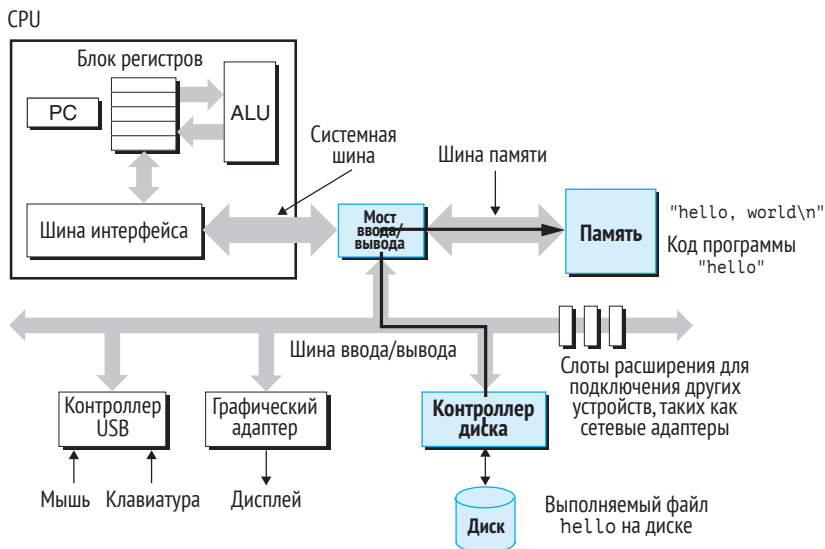 CPU
Блок регистров
PC
ALU
Системная
шина
Шина памяти
Шина интерфейса
Мост
ввода/
вывода
Память
"hello, world\n"
Код программы
"hello"
Шина ввода/вывода
Слоты расширения для
подключения других
устройств, таких как
сетевые адаптеры
Контроллер
USB
Графический
адаптер
Контроллер
диска
Мышь
Клавиатура
Дисплей
Диск
Выполняемый файл
hello на диске